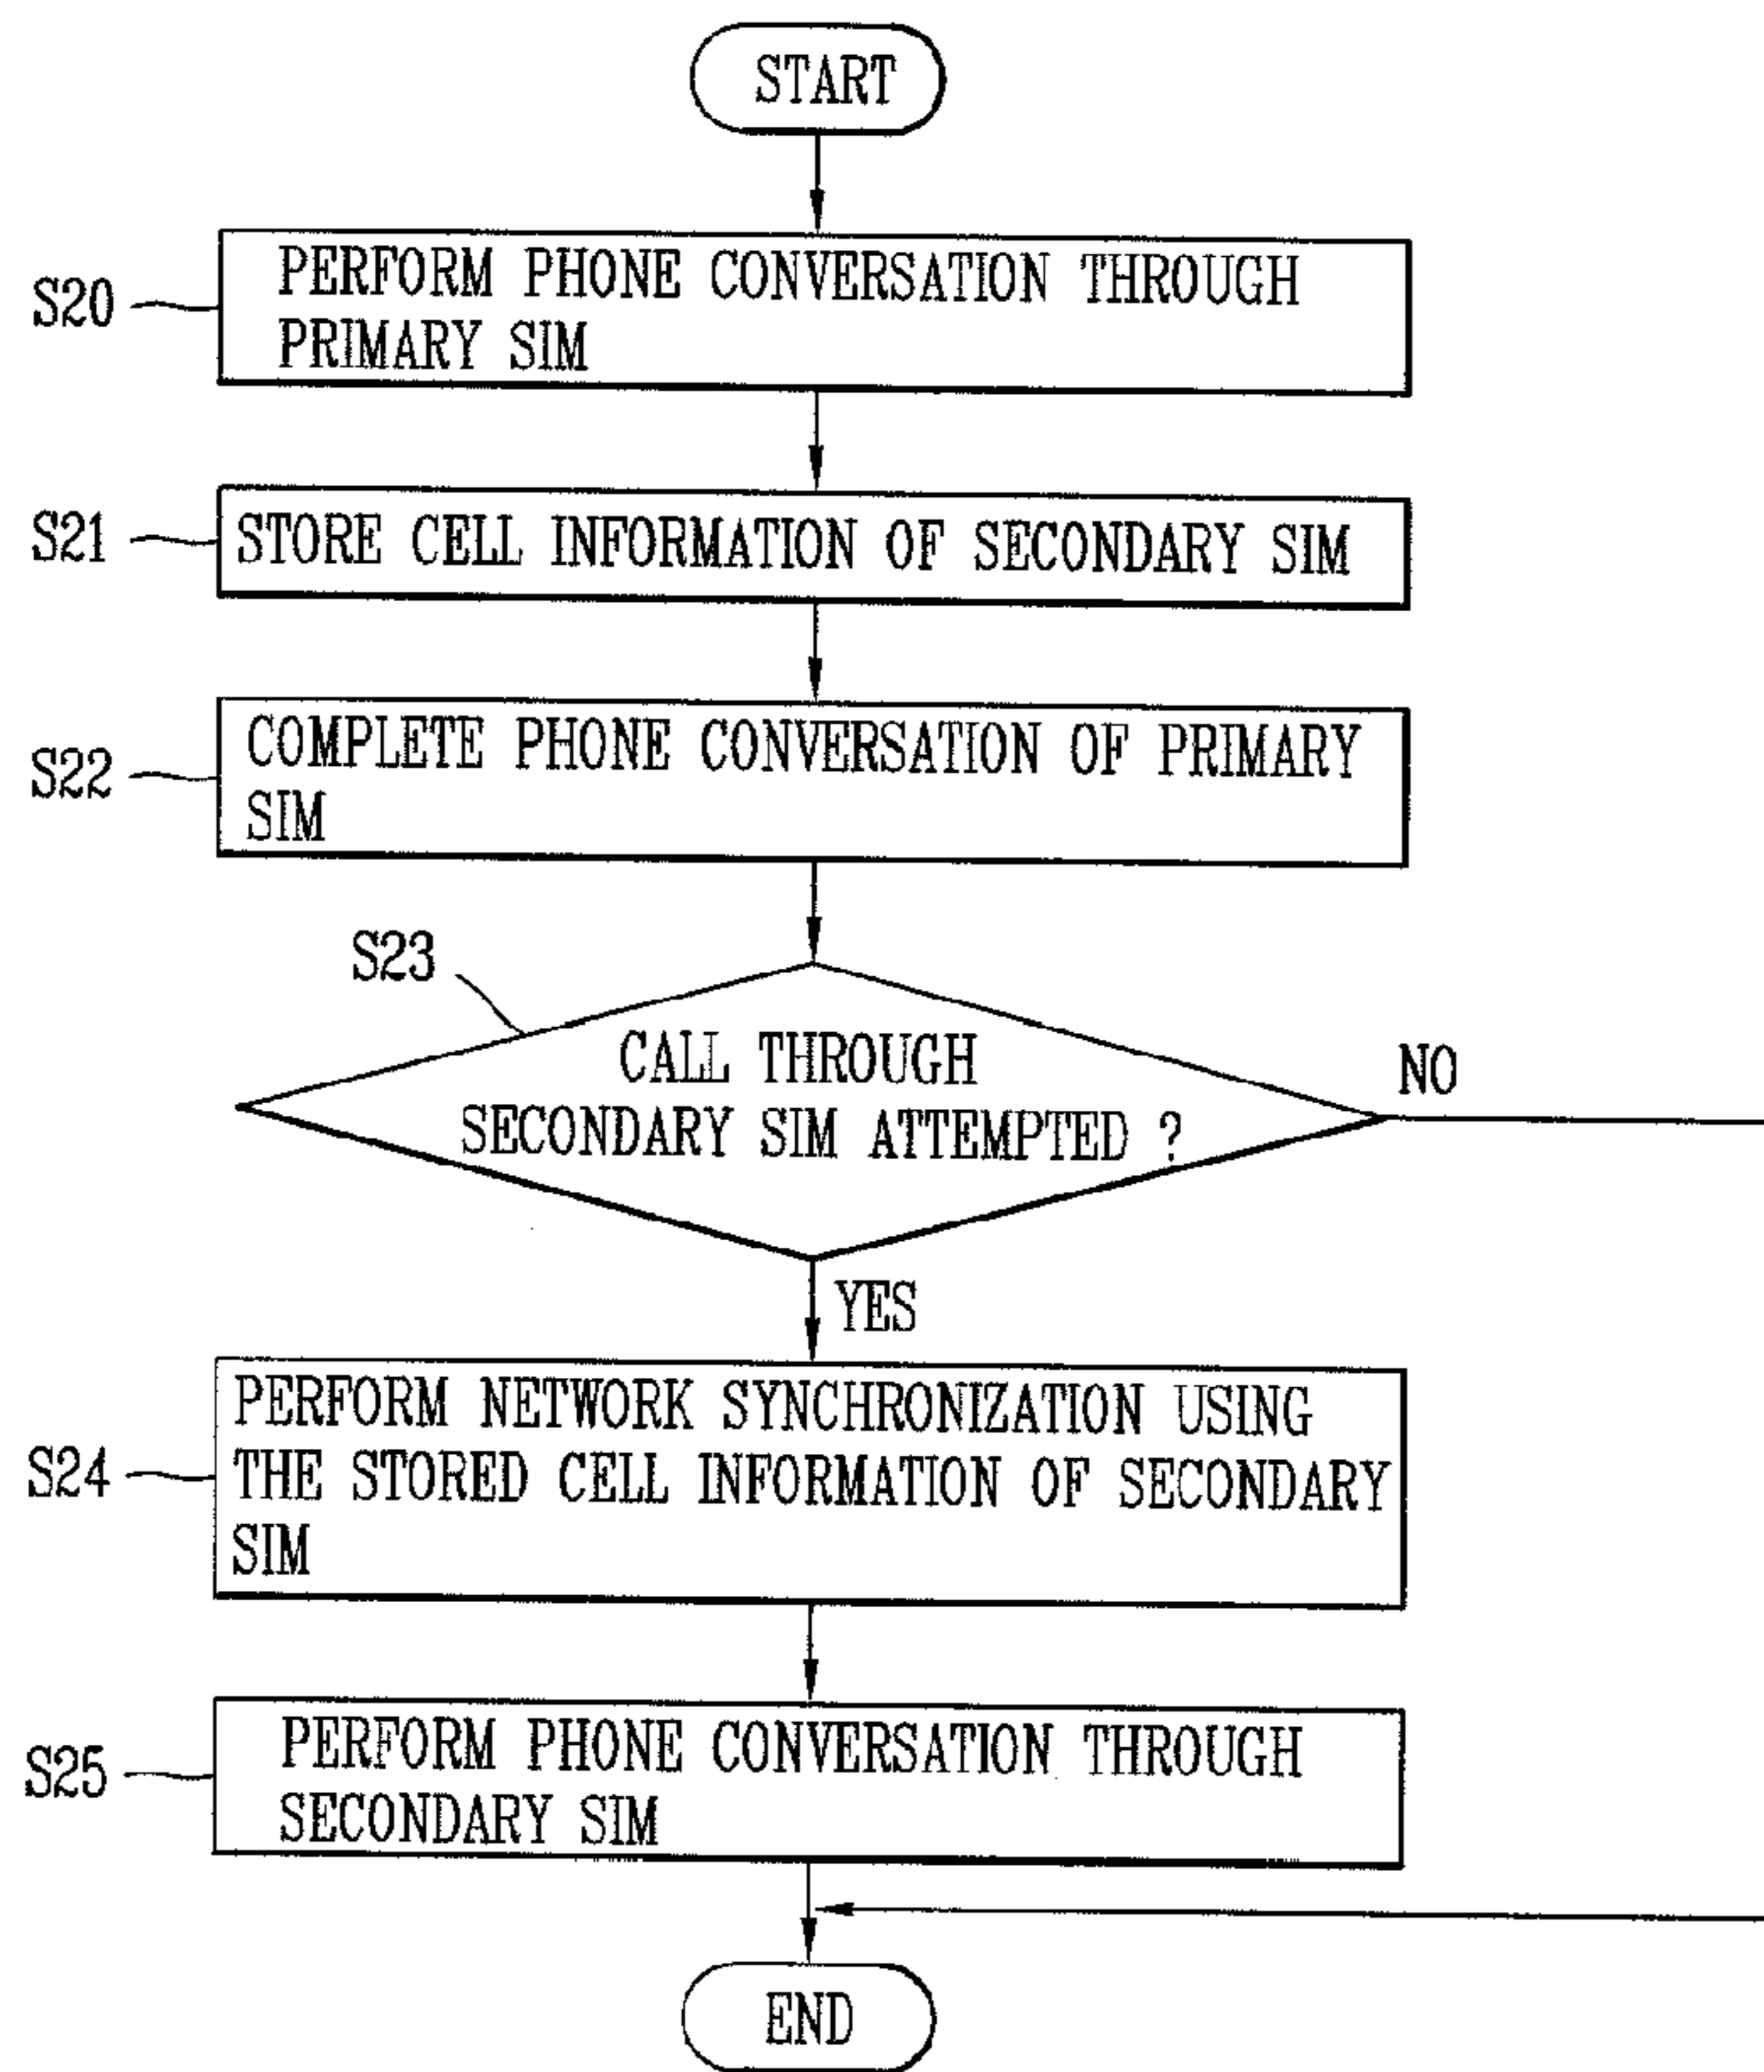 START
S20
PERFORM PHONE CONVERSATION THROUGH
PRIMARY SIM
S21
STORE CELL INFORMATION OF SECONDARY SIM
S22
COMPLETE PHONE CONVERSATION OF PRIMARY
SIM
S23
CALL THROUGH
SECONDARY SIM ATTEMPTED ?
NO
YES
S24
PERFORM NETWORK SYNCHRONIZATION USING
THE STORED CELL INFORMATION OF SECONDARY
SIM
S25
PERFORM PHONE CONVERSATION THROUGH
SECONDARY SIM
END